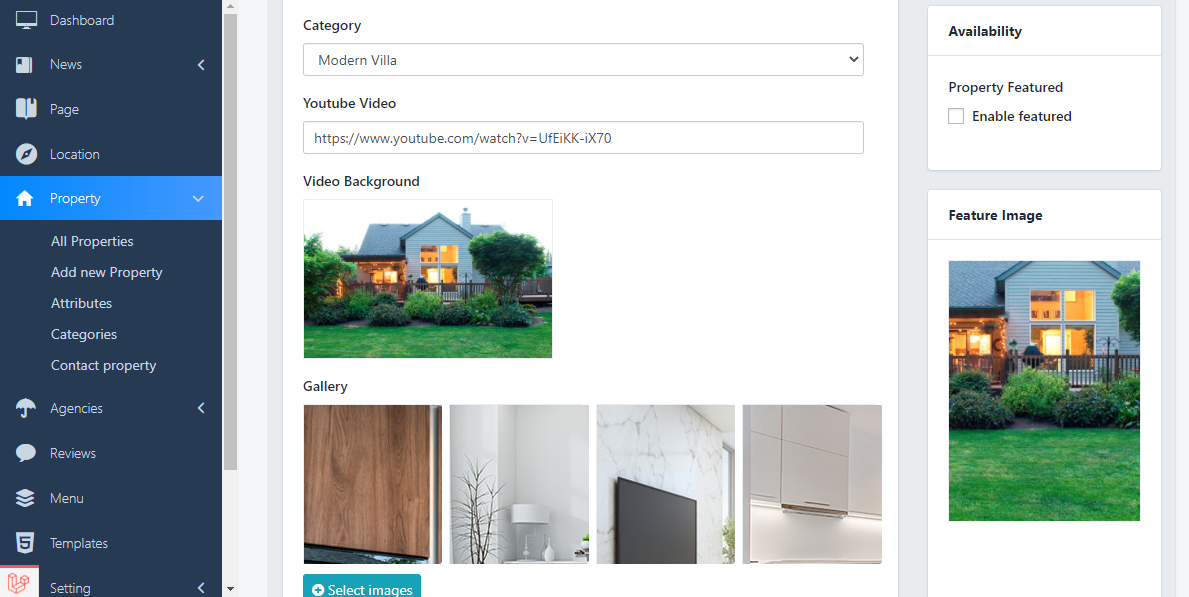 Dashboard
News
Page
Location
Property
All Properties
Add new Property
Attributes
Categories
Contact property
Agencies
Reviews
Menu
Templates
Setting
Category
Modern Villa
Youtube Video
https://www.youtube.com/watch?v=UfEiKK-iX70
Video Background
Gallery
Select images
Availability
Property Featured
Enable featured
Feature Image